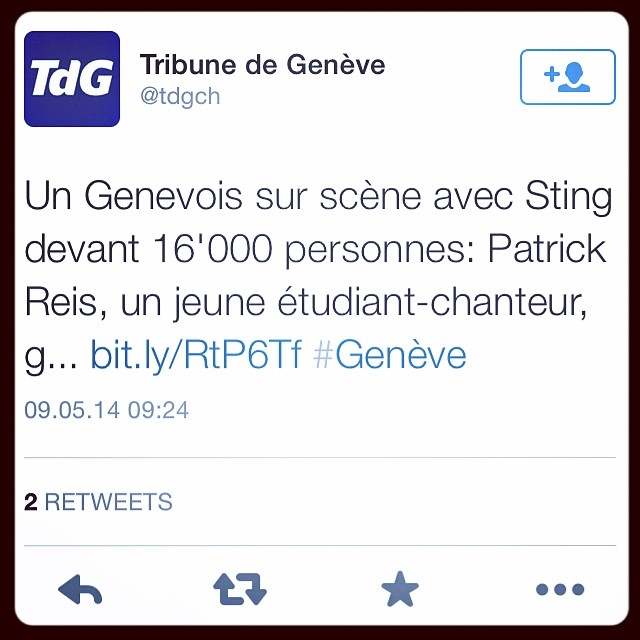 TdG
Tribune de Genève
@tdgch
Un Genevois sur scène avec Sting
devant 16'000 personnes: Patrick
Reis, un jeune étudiant-chanteur,
g... bit.ly/RtP6Tf #Genève
09.05.14 09:24
2 RETWEETS